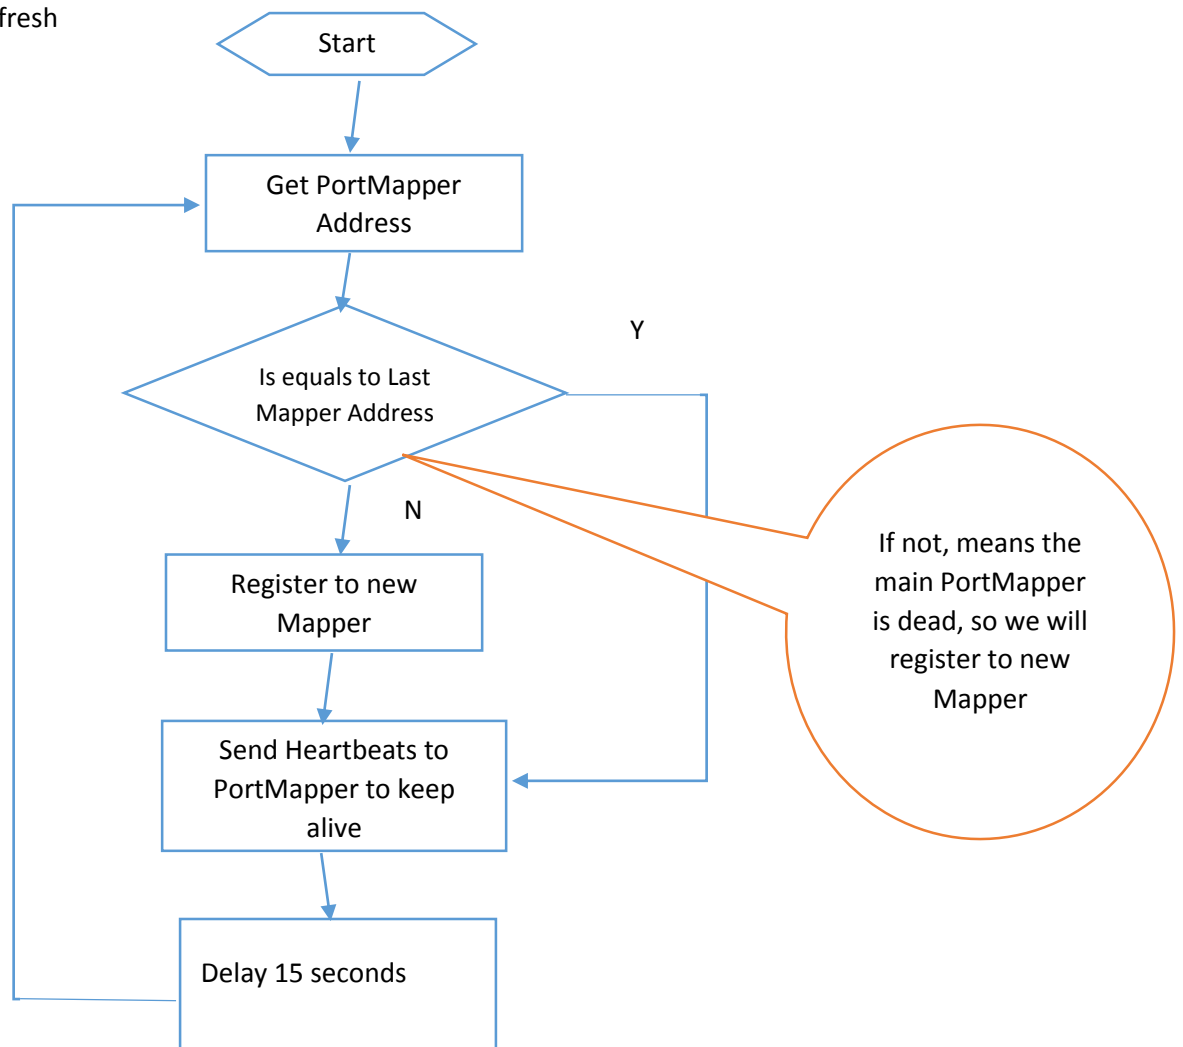 fresh
Start
Get PortMapper
Address
Y
Is equals to Last
Mapper Address
N
If not, means the
main PortMapper
is dead, so we will
register to new
Mapper
Register to new
Mapper
Send Heartbeats to
PortMapper to keep
alive
Delay 15 seconds